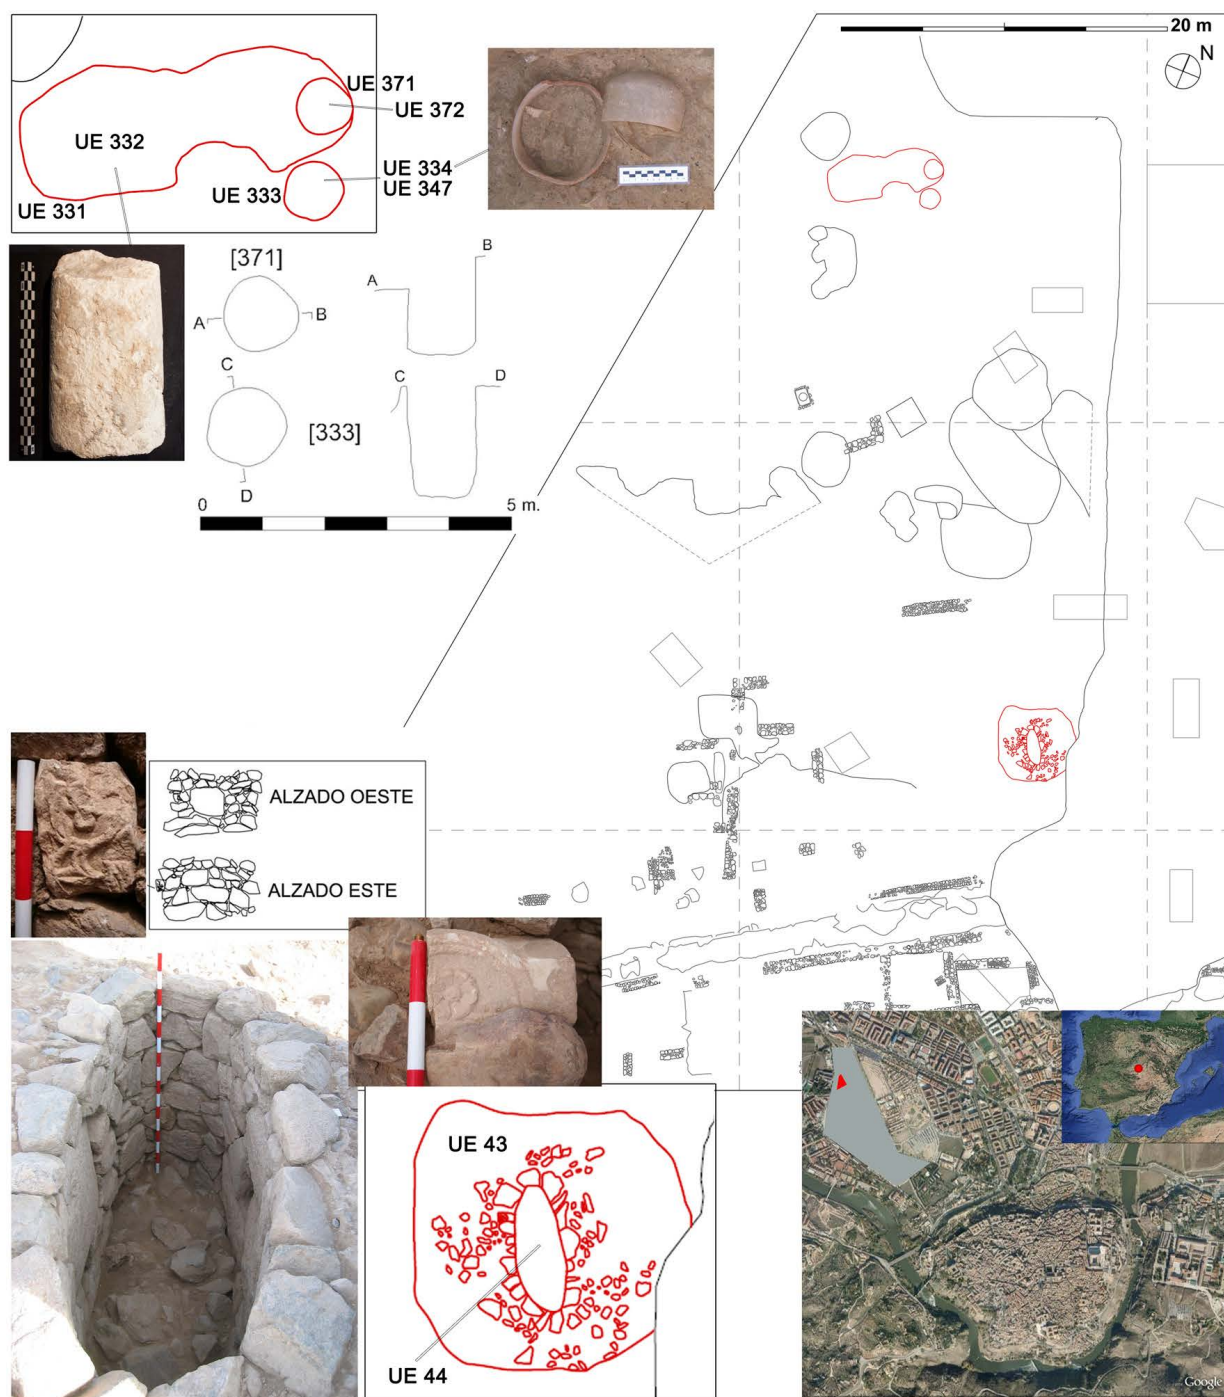 20 m
N
UE 371
UE 372
UE 332
UE 334
UE 347
UE 333
UE 331
[371]
A
B
A
B
C
D
[333]
C
D
0
5 m.
ALZADO OESTE
ALZADO ESTE
UE 43
UE 44
Google